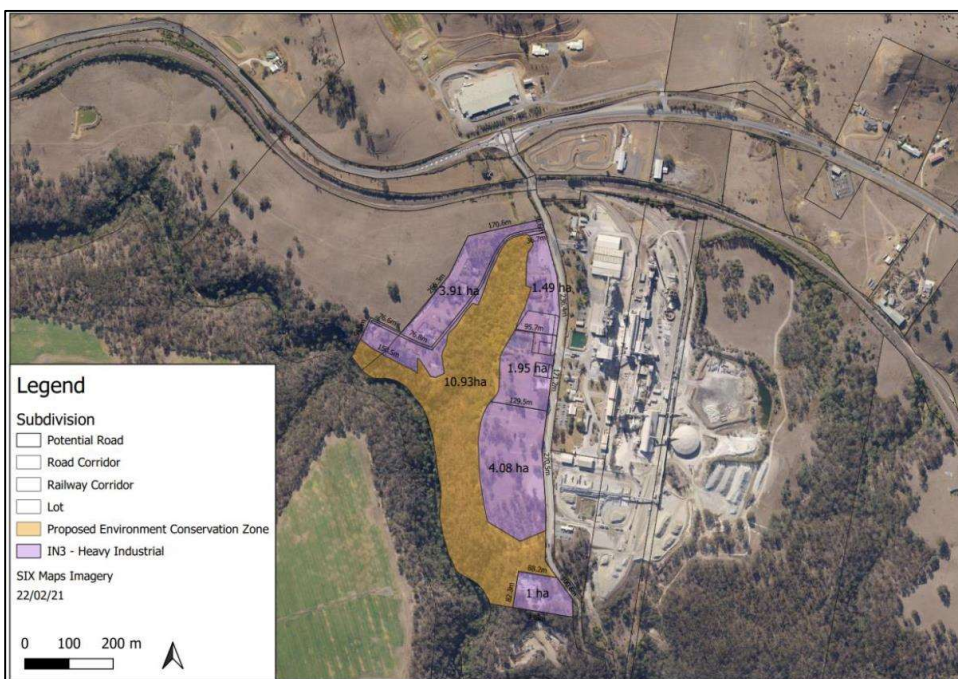 170.6m
3.91 ha
1.49 ha
95.7m
1.95 ha
10.93ha
129.5m
4.08 ha
88.2m
1 ha
Legend
Subdivision
Potential Road
Road Corridor
Railway Corridor
Lot
Proposed Environment Conservation Zone
IN3 - Heavy Industrial
SIX Maps Imagery
22/02/21
0 100 200 m